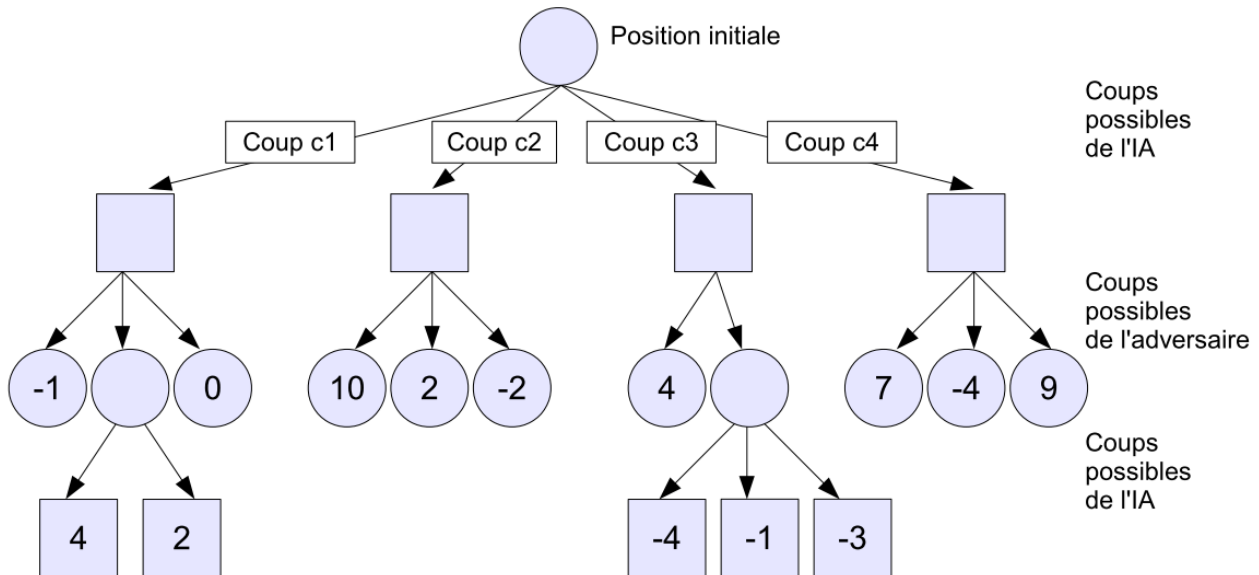 Position initiale
Coups
possibles
de l'IA
Coup c1
Coup c2
Coup c3
Coup c4
Coups
possibles
de l'adversaire
-1
0
10
2
-2
4
7
-4
9
Coups
possibles
de l'IA
4
2
-4
-1
-3